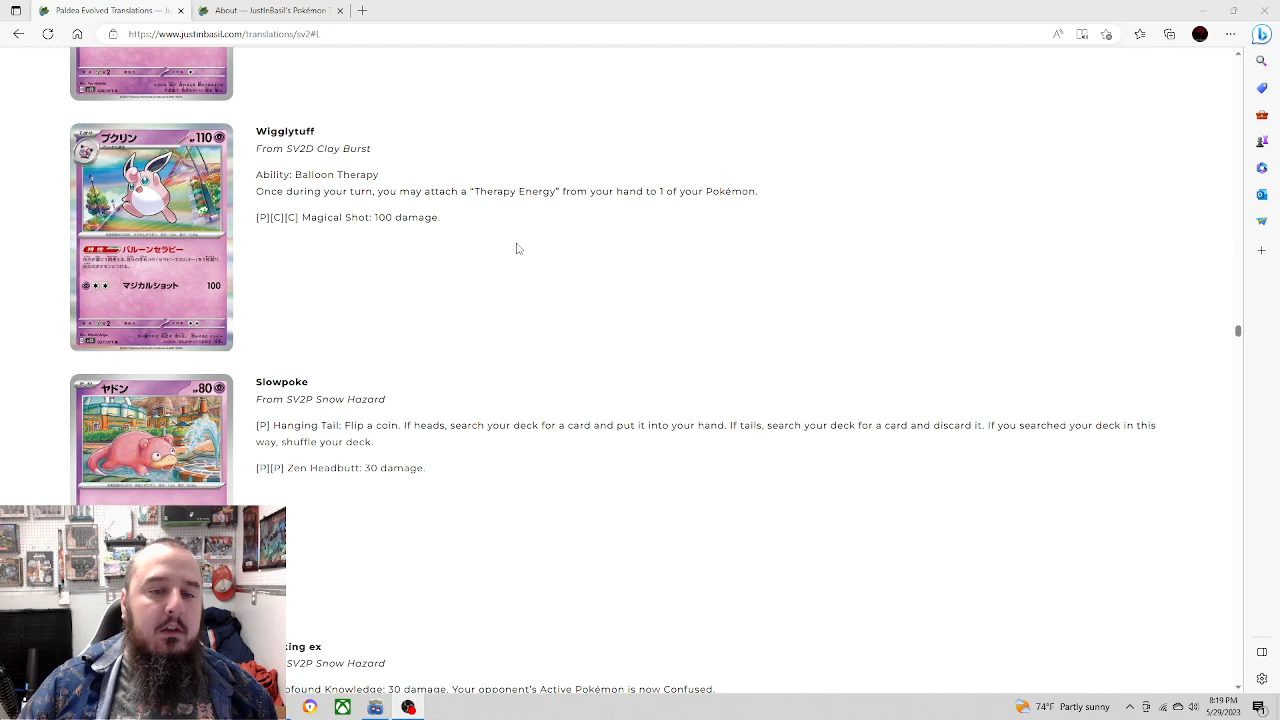 Paldea Evolved Translations -
About - JustInBasil's Pokémon T
https://www.justinbasil.com/translations/sv2#L
プクリン
HP 110
特性
バルーンセラピー
マジカルショット 100
Wigglytuff
From SV2D Clay Burst
Ability: Balloon Therapy
Once during your turn, you may attach a “Therapy Energy” from your hand to 1 of your Pokémon.
[P][C][C] Magical Shot: 100 damage.
ヤドン
HP 80
Slowpoke
From SV2P Snow Hazard
[P] Hanging Tail: Flip a coin. If heads, search your deck for a card and put it into your hand. If tails, search your deck for a card and discard it. If you searched your deck in this
way, shuffle your deck.
[P][P] Zen Headbutt: 30 damage.
king ex
SV2P Snow Hazard
30 damage. Your opponent's Active Pokémon is now Confused.
74°F Partly sunny
8:19 PM
5/29/2023